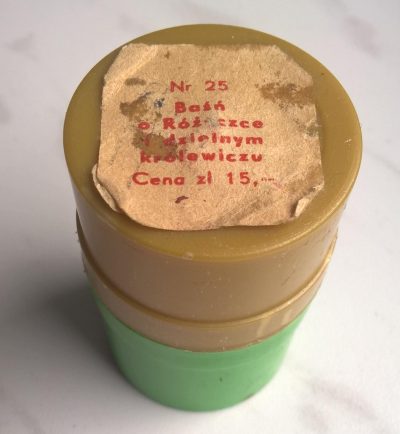 Nr 25
Baśń
o Różyczce
i dzielnym
królewiczu
Cena zł 15,--